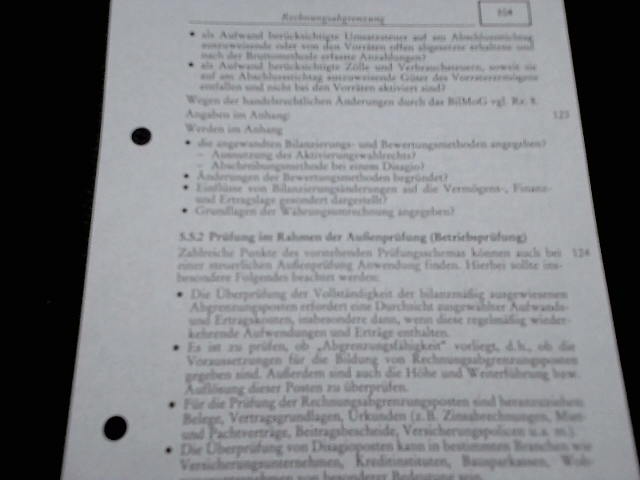 Rechnungsabgrenzung
• als Aufwand berücksichtigte Umsatzsteuer auf am Abschlussstichtag
auszuweisende oder von den Vorräten offen abgesetzte erhaltene und
nach der Bruttomethode erfasste Anzahlungen?
• als Aufwand berücksichtigte Zölle und Verbrauchsteuern, soweit sie
auf am Abschlussstichtag auszuweisende Güter des Vorratsvermögens
entfallen und nicht bei den Vorräten aktiviert sind?
Wegen der handelsrechtlichen Änderungen durch das BilMoG vgl. Rz. 8.
Angaben im Anhang: 123
Werden im Anhang
• die angewandten Bilanzierungs- und Bewertungsmethoden angegeben?
– Ausnutzung des Aktivierungswahlrechts?
– Abschreibungsmethode bei einem Disagio?
• Änderungen der Bewertungsmethoden begründet?
• Einflüsse von Bilanzierungsänderungen auf die Vermögens-, Finanz-
und Ertragslage gesondert dargestellt?
• Grundlagen der Währungsumrechnung angegeben?
5.5.2 Prüfung im Rahmen der Außenprüfung (Betriebsprüfung)
Zahlreiche Punkte des vorstehenden Prüfungsschemas können auch bei 124
einer steuerlichen Außenprüfung Anwendung finden. Hierbei sollte ins-
besondere Folgendes beachtet werden:
• Die Überprüfung der Vollständigkeit der bilanzmäßig ausgewiesenen
Abgrenzungsposten erfordert eine Durchsicht ausgewählter Aufwands-
und Ertragskonten, insbesondere dann, wenn diese regelmäßig wieder-
kehrende Aufwendungen und Erträge enthalten.
• Es ist zu prüfen, ob „Abgrenzungsfähigkeit“ vorliegt, d.h., ob die
Voraussetzungen für die Bildung von Rechnungsabgrenzungsposten
gegeben sind. Außerdem sind auch die Höhe und Weiterführung bzw.
Auflösung dieser Posten zu überprüfen.
• Für die Prüfung der Rechnungsabgrenzungsposten sind heranzuziehen:
Belege, Vertragsgrundlagen, Urkunden (z.B. Zinsabrechnungen, Miet-
und Pachtverträge, Beitragsbescheide, Versicherungspolicen u.a. m.).
• Die Überprüfung von Disagioposten kann in bestimmten Branchen wie
Versicherungsunternehmen, Kreditinstituten, Bausparkassen, Woh-
von besonderer Bedeutung sein.